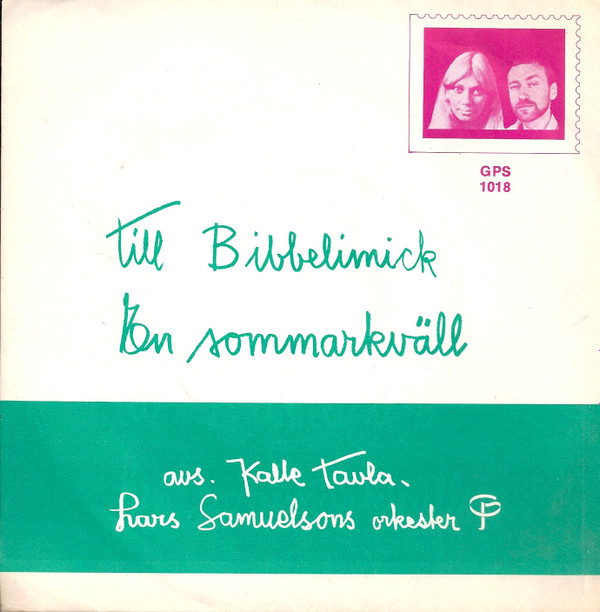 GPS
1018
till Bibbelimick
En sommarkväll
avs. Kalle Tavla.
Lars Samuelsons orkester